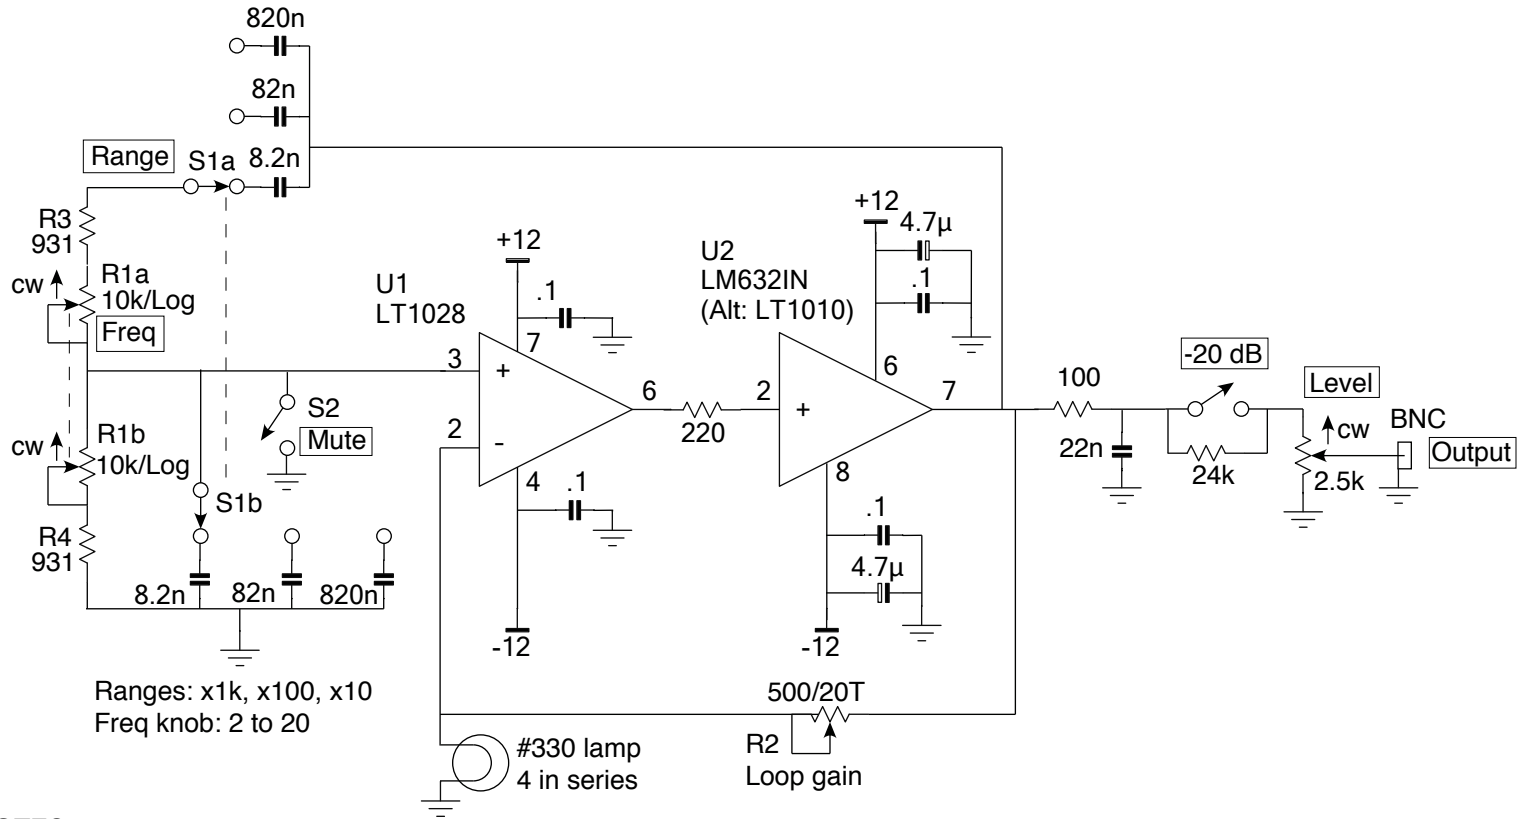 820n
82n
Range
S1a
8.2n
R3
931
cw
R1a
10k/Log
Freq
cw
R1b
10k/Log
R4
931
S1b
S2
Mute
8.2n
82n
820n
Ranges: x1k, x100, x10
Freq knob: 2 to 20
U1
LT1028
+12
.1
7
3
+
2
-
6
4
.1
-12
220
U2
LM632IN
(Alt: LT1010)
+12
4.7µ
.1
6
2
+
7
8
.1
4.7µ
-12
500/20T
R2
Loop gain
#330 lamp
4 in series
100
22n
-20 dB
24k
Level
cw
2.5k
BNC
Output